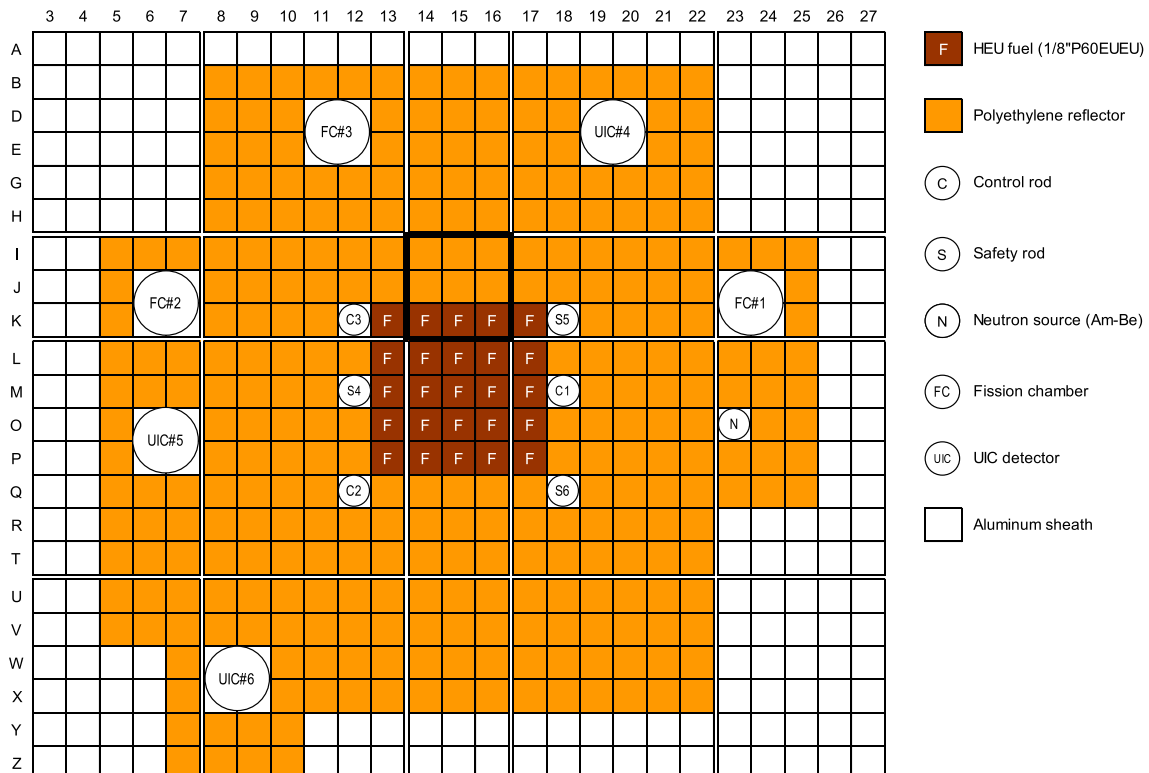 3 4 5 6 7 8 9 10 11 12 13 14 15 16 17 18 19 20 21 22 23 24 25 26 27
A
F HEU fuel (1/8"P60EUEU)
B
Polyethylene reflector
D
FC#3 UIC#4
E
G
C Control rod
H
I
S Safety rod
J
FC#2 FC#1
K C3 F F F F F S5
N Neutron source (Am-Be)
L F F F F F
M S4 F F F F F C1
FC Fission chamber
O F F F F F N
UIC#5
P F F F F F
UIC UIC detector
Q C2 S6
R
Aluminum sheath
T
U
V
W
UIC#6
X
Y
Z